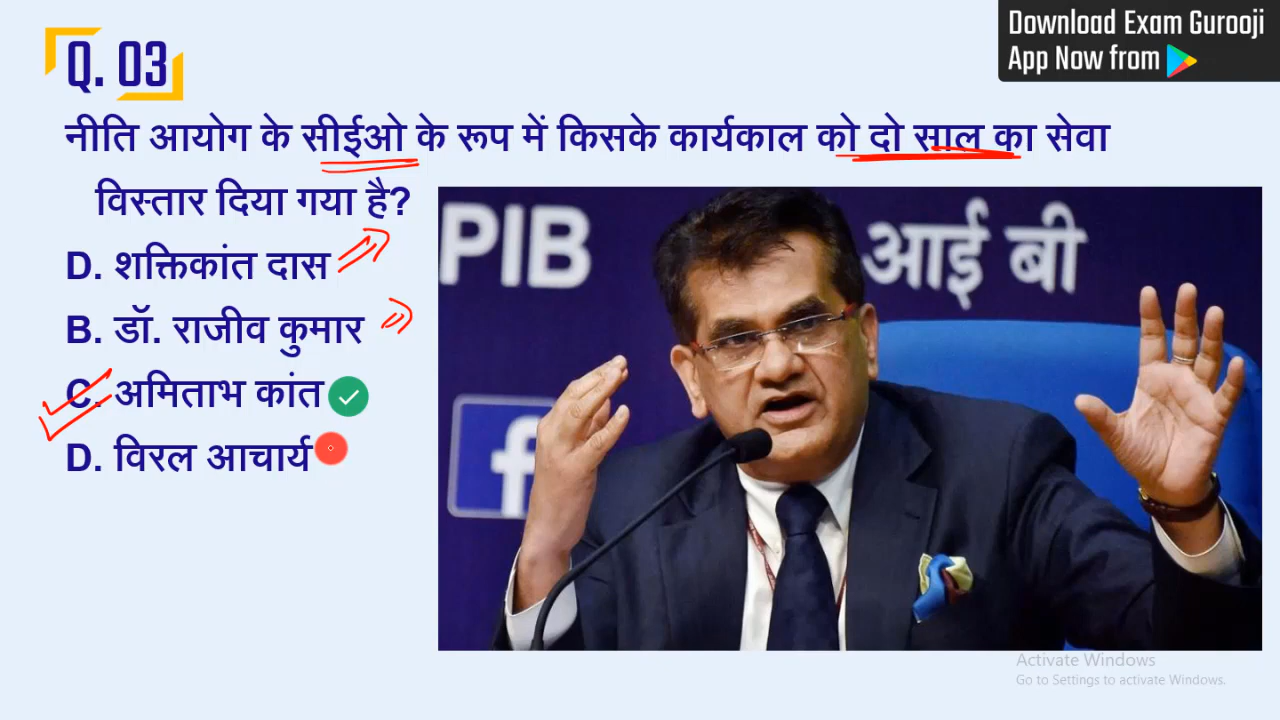 Download Exam Gurooji
App Now from
Q. 03
नीति आयोग के सीईओ के रूप में किसके कार्यकाल को दो साल का सेवा
विस्तार दिया गया है?
D. शक्तिकांत दास
B. डॉ. राजीव कुमार
C. अमिताभ कांत
D. विरल आचार्य
PIB
आई बी
f
Activate Windows
Go to Settings to activate Windows.